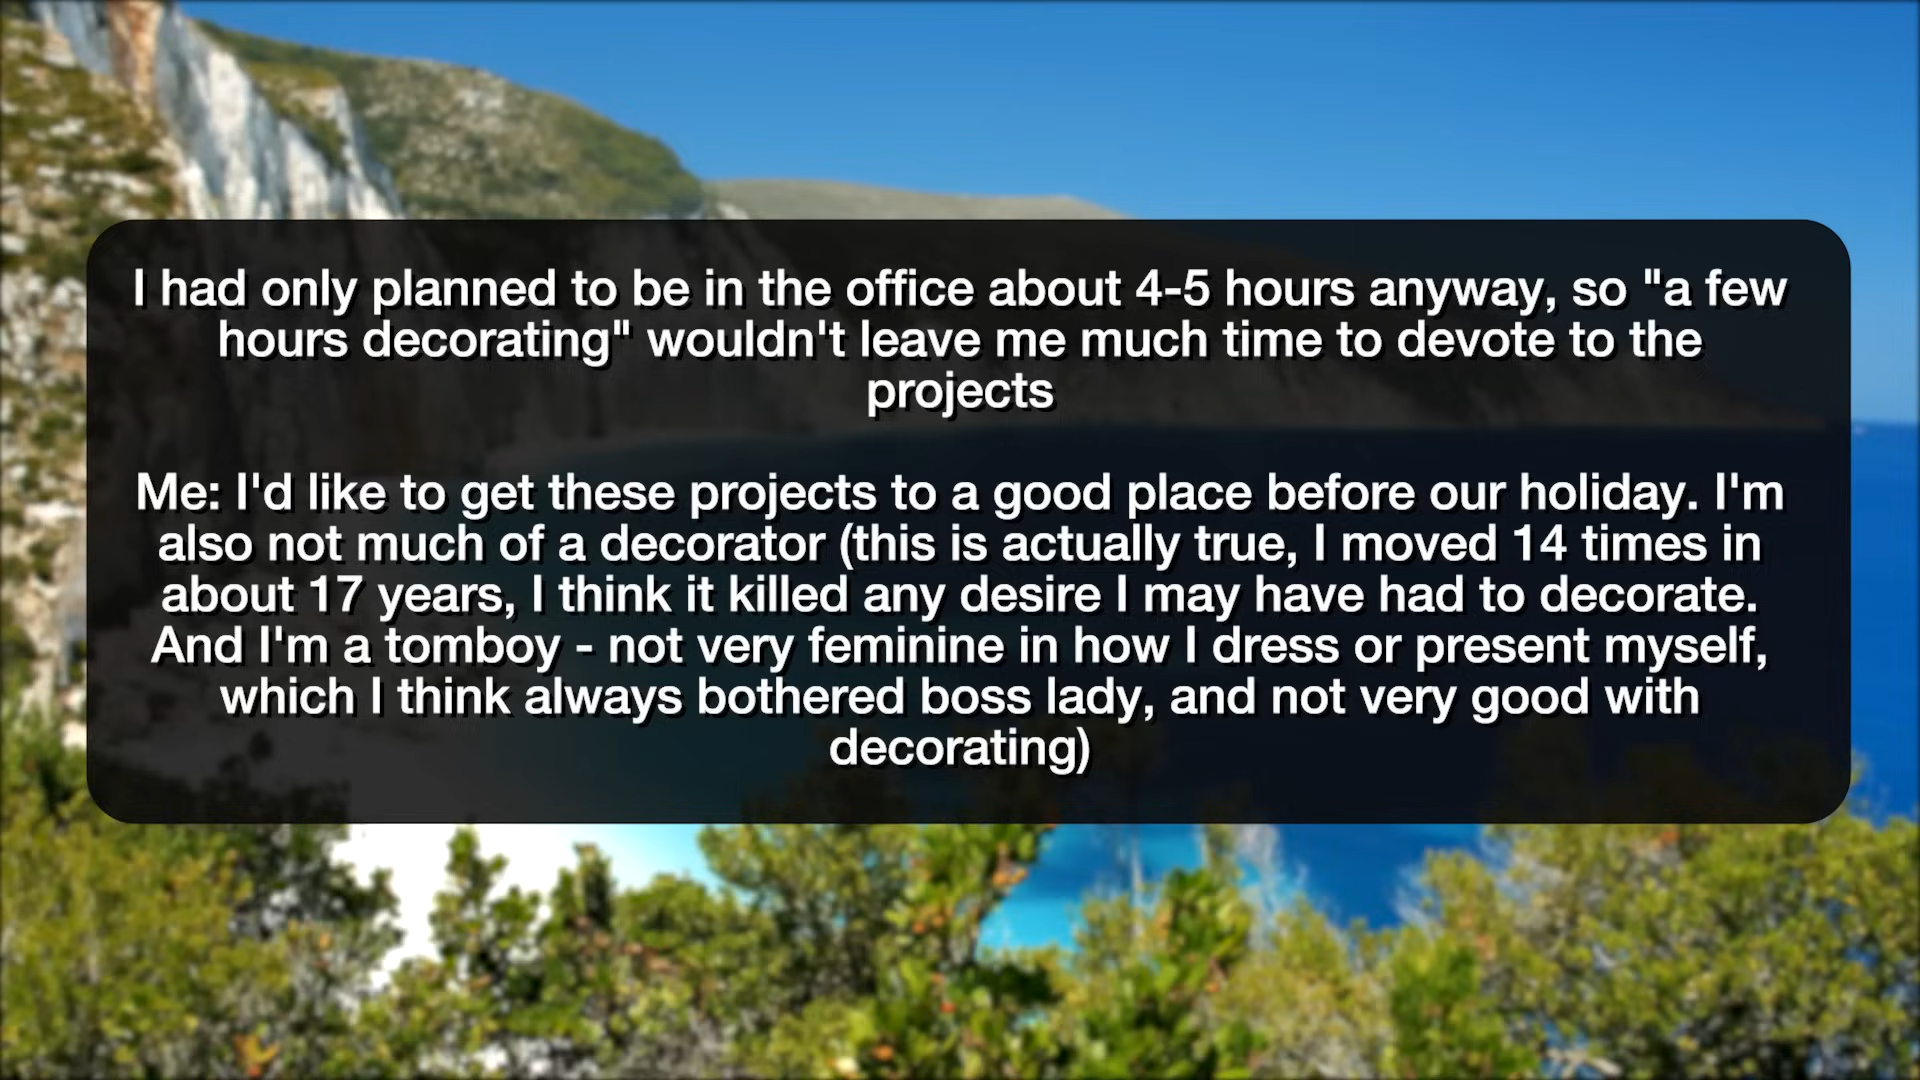 I had only planned to be in the office about 4-5 hours anyway, so "a few
hours decorating" wouldn't leave me much time to devote to the
projects
Me: I'd like to get these projects to a good place before our holiday. I'm
also not much of a decorator (this is actually true, I moved 14 times in
about 17 years, I think it killed any desire I may have had to decorate.
And I'm a tomboy - not very feminine in how I dress or present myself,
which I think always bothered boss lady, and not very good with
decorating)